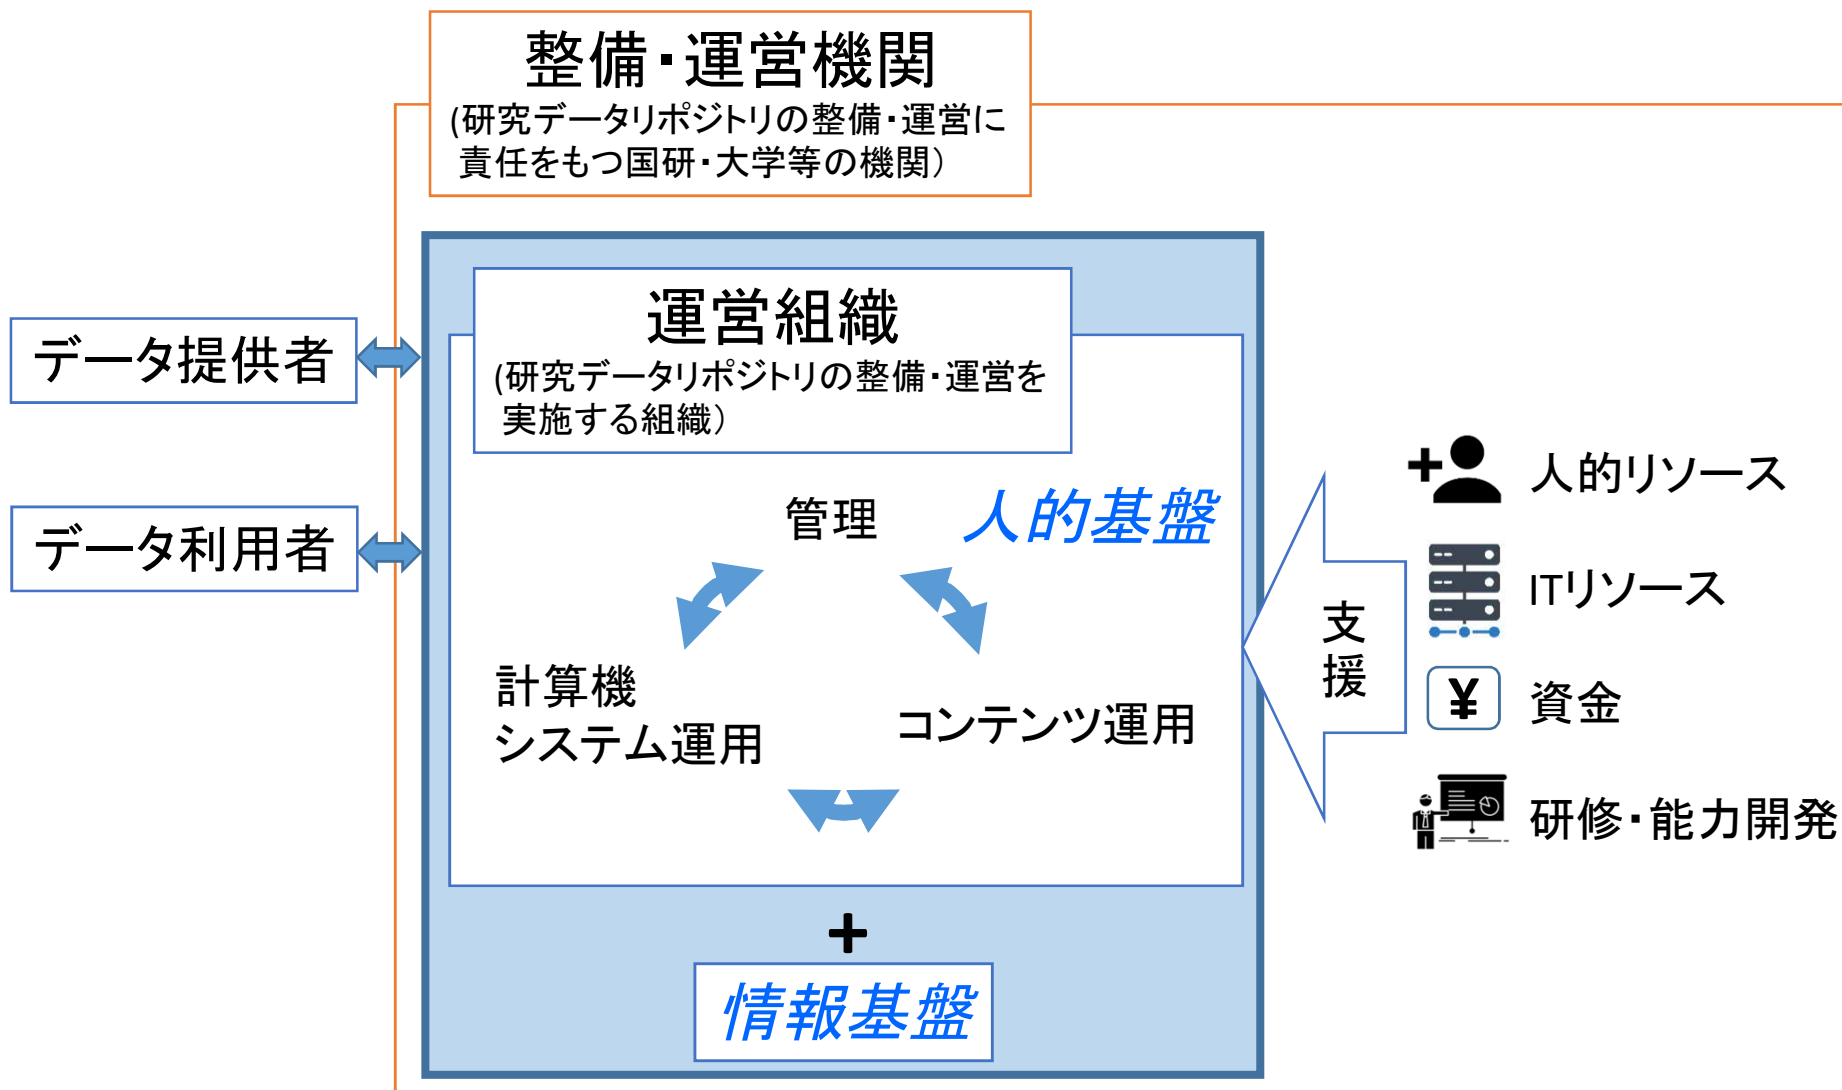 整備・運営機関
(研究データリポジトリの整備・運営に
責任をもつ国研・大学等の機関)
運営組織
(研究データリポジトリの整備・運営を
実施する組織)
データ提供者
データ利用者
管理
人的基盤
計算機
システム運用
コンテンツ運用
+
情報基盤
支
援
人的リソース
ITリソース
¥
資金
研修・能力開発